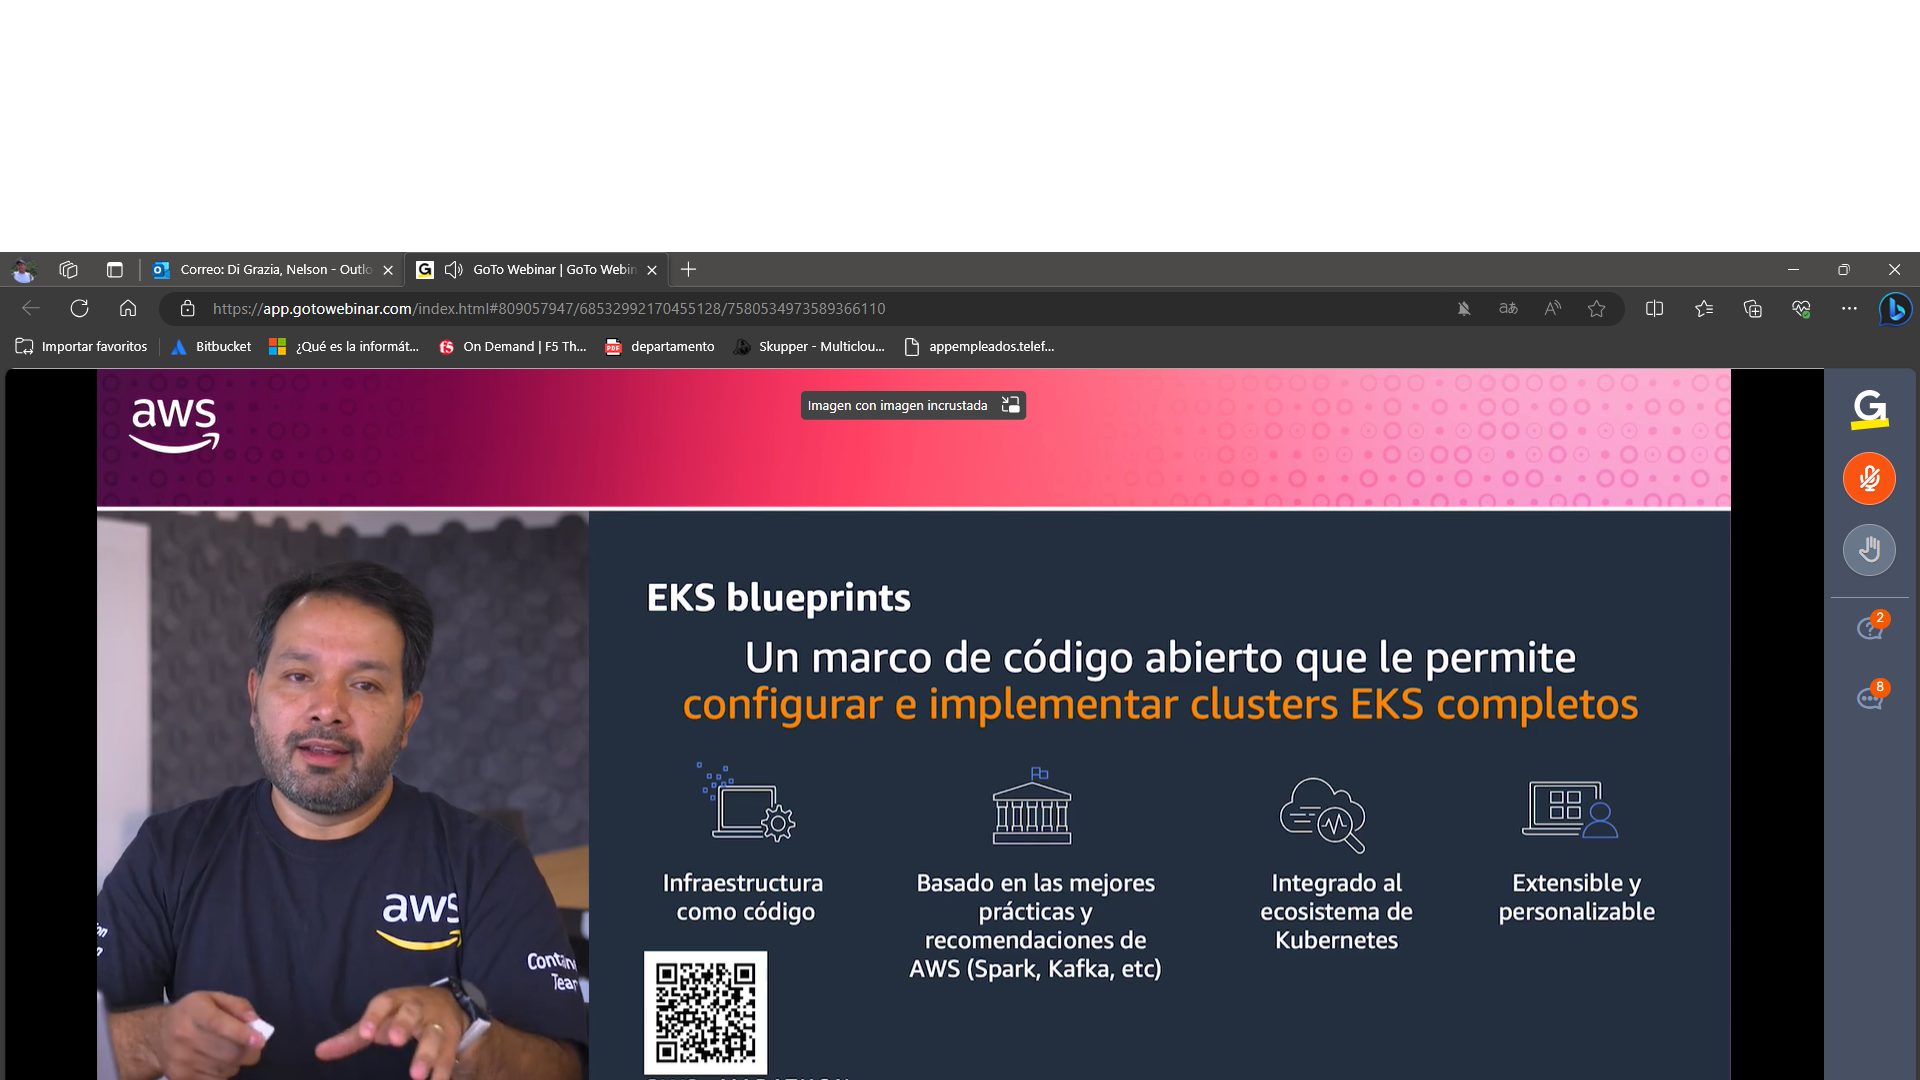 Correo: Di Grazia, Nelson - Outlo
GoTo Webinar | GoTo Webin
https://app.gotowebinar.com/index.html#809057947/68532992170455128/7580534973589366110
Importar favoritos
Bitbucket
¿Qué es la informát...
On Demand | F5 Th...
departamento
Skupper - Multiclou...
appempleados.telef...
aws
Imagen con imagen incrustada
G
2
8
EKS blueprints
Un marco de código abierto que le permite
configurar e implementar clusters EKS completos
Infraestructura
como código
Basado en las mejores
prácticas y
recomendaciones de
AWS (Spark, Kafka, etc)
Integrado al
ecosistema de
Kubernetes
Extensible y
personalizable
aws
Contain
Team